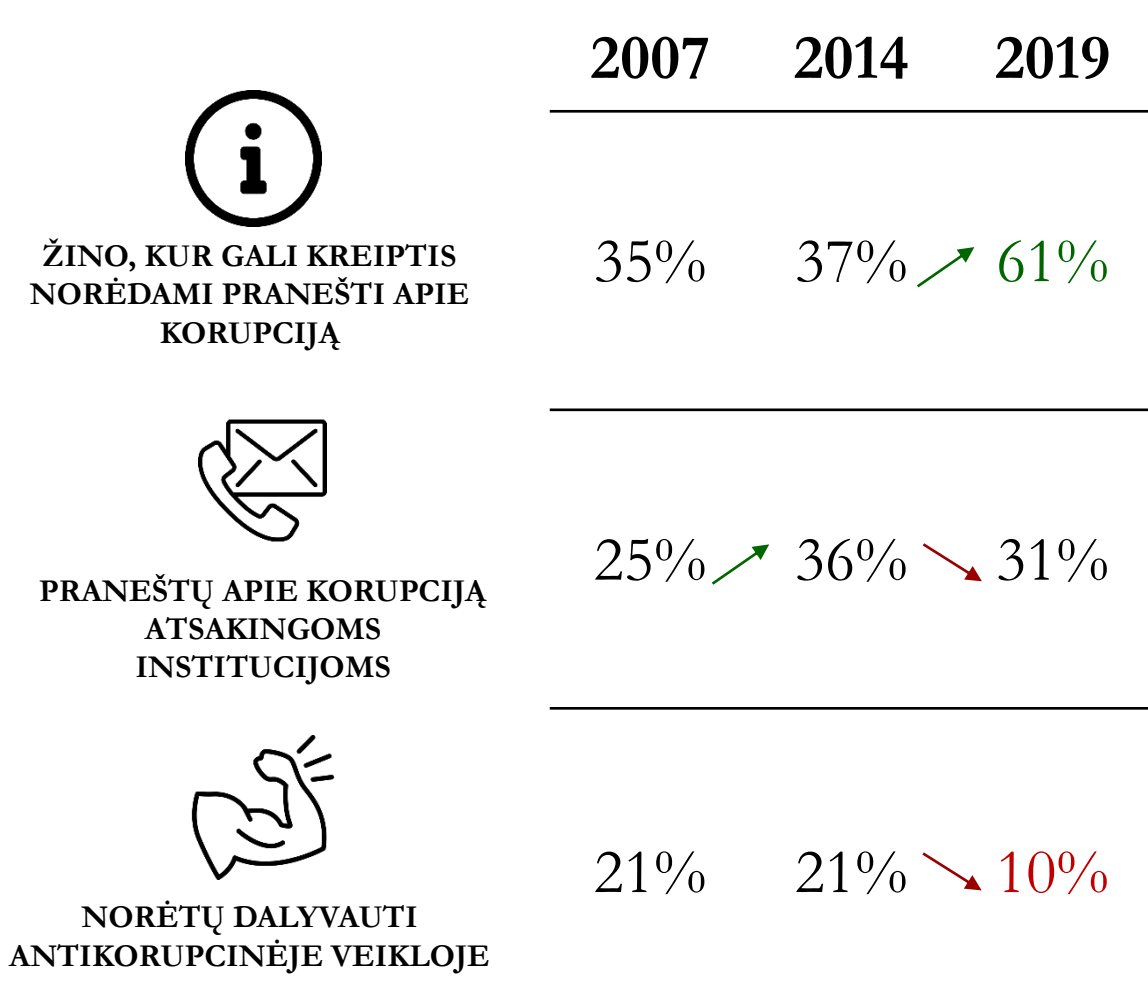 2007 2014 2019
ŽINO, KUR GALI KREIPTIS
NORĖDAMI PRANEŠTI APIE
KORUPCIJĄ
35% 37% 61%
PRANEŠTŲ APIE KORUPCIJĄ
ATSAKINGOMS
INSTITUCIJOMS
25% 36% 31%
NORĖTŲ DALYVAUTI
ANTIKORUPCINĖJE VEIKLOJE
21% 21% 10%